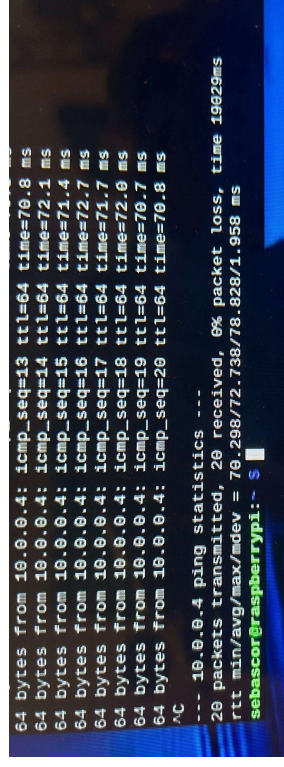 ms
64 bytes from 10.0.0.4: icmp_seq=13 ttl=64 time=70.8 ms
64 bytes from 10.0.0.4: icmp_seq=14 ttl=64 time=72.1 ms
64 bytes from 10.0.0.4: icmp_seq=15 ttl=64 time=71.4 ms
64 bytes from 10.0.0.4: icmp_seq=16 ttl=64 time=72.7 ms
64 bytes from 10.0.0.4: icmp_seq=17 ttl=64 time=71.7 ms
64 bytes from 10.0.0.4: icmp_seq=18 ttl=64 time=72.0 ms
64 bytes from 10.0.0.4: icmp_seq=19 ttl=64 time=70.7 ms
64 bytes from 10.0.0.4: icmp_seq=20 ttl=64 time=70.8 ms
^C
--- 10.0.0.4 ping statistics ---
20 packets transmitted, 20 received, 0% packet loss, time 19029ms
rtt min/avg/max/mdev = 70.298/72.738/78.828/1.958 ms
sebascor@raspberrypi:~ $